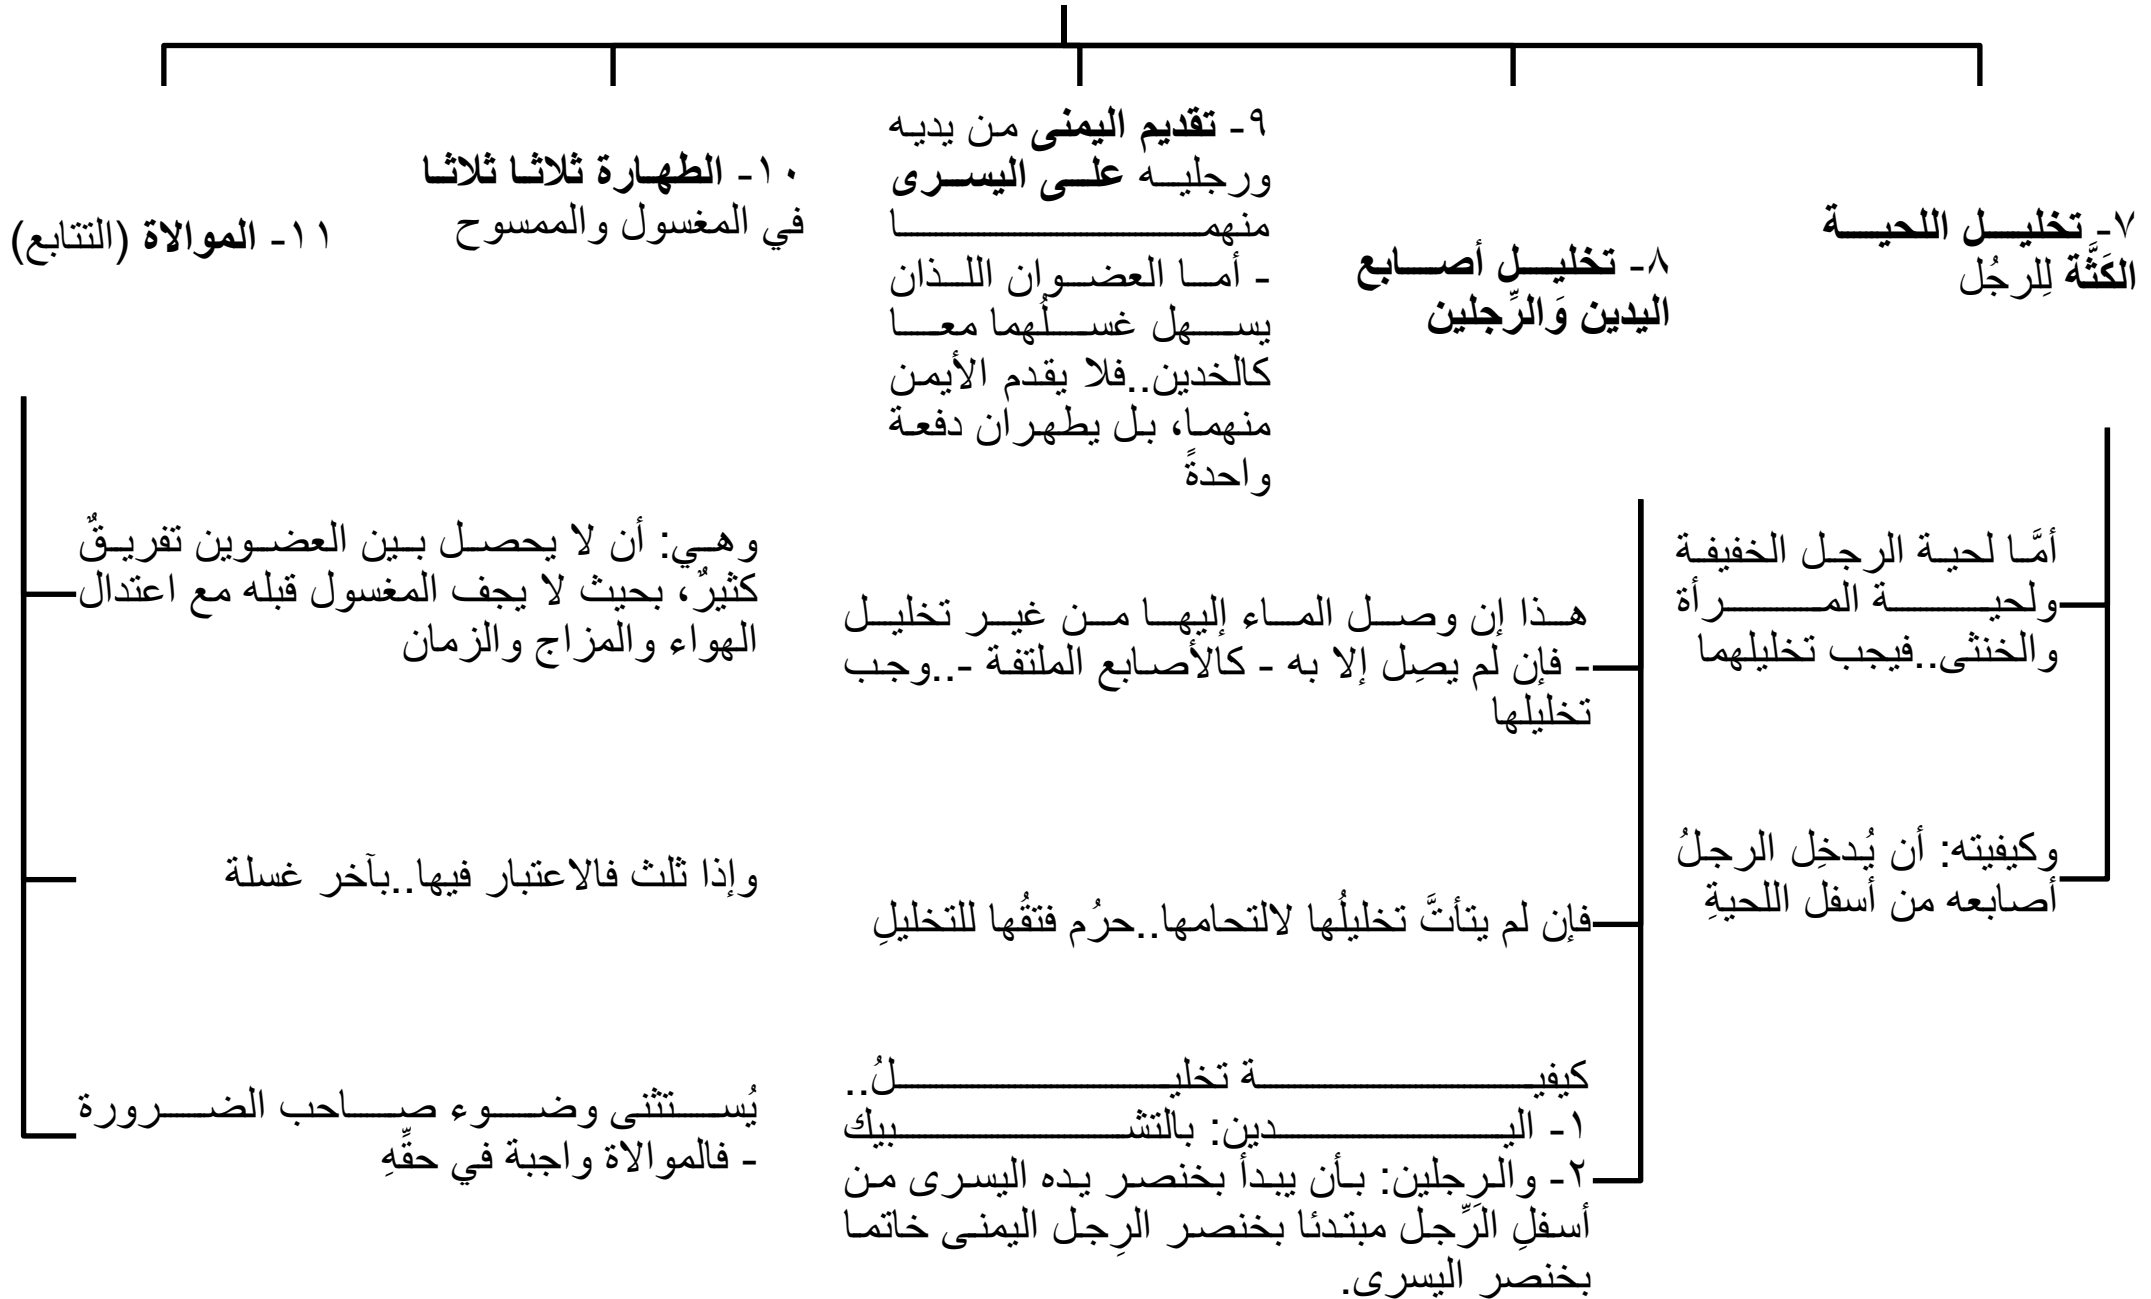 ٧- تخليل اللحية
الكَثَّة لِلرجُل
أمَّا لحية الرجل الخفيفة
ولحية المرأة
والخنثى..فيجب تخليلهما
وكيفيته: أن يُدخِل الرجلُ
أصابعه من أسفل اللحيةِ
٨- تخليل أصابع
اليدين وَالرِّجلين
هذا إن وصل الماء إليها من غير تخليل
- فإن لم يصِل إلا به - كالأصابع الملتفة -..وجب
تخليلها
فإن لم يتأتَّ تخليلُها لالتحامها..حرُم فتقُها للتخليلِ
كيفية تخليلُ..
١- اليدين: بالتشبيك
٢- والرِجلين: بأن يبدأ بخنصر يده اليسرى من
أسفلِ الرِّجل مبتدئا بخنصر الرِجل اليمنى خاتما
بخنصر اليسرى.
٩- تقديم اليمنى من يديه
ورجليه على اليسرى
منهما
- أما العضوان اللذان
يسهل غسلُهما معا
كالخدين..فلا يقدم الأيمن
منهما، بل يطهران دفعة
واحدةً
١٠- الطهارة ثلاثا ثلاثا
في المغسول والممسوح
١١- الموالاة (التتابع)
وهي: أن لا يحصل بين العضوين تفريقٌ
كثيرٌ، بحيث لا يجف المغسول قبله مع اعتدال
الهواء والمزاج والزمان
وإذا ثلث فالاعتبار فيها..بآخر غسلة
يُستثنى وضوء صاحب الضرورة
- فالموالاة واجبة في حقِّهِ